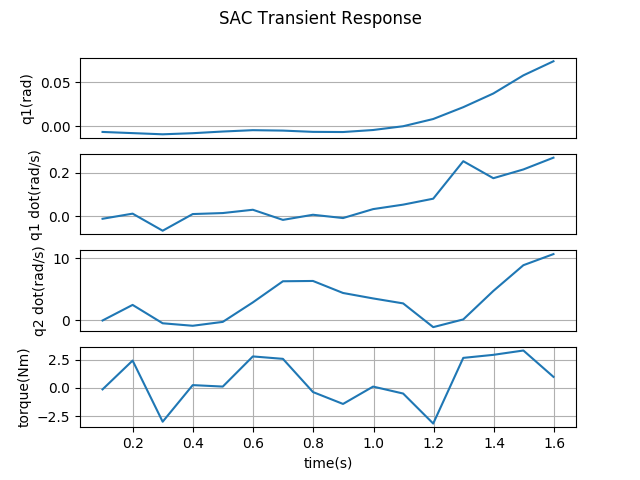 SAC Transient Response
q1(rad)
0.05
0.00
q1 dot(rad/s)
0.2
0.0
q2 dot(rad/s)
10
0
torque(Nm)
2.5
0.0
−2.5
0.2 0.4 0.6 0.8 1.0 1.2 1.4 1.6
time(s)